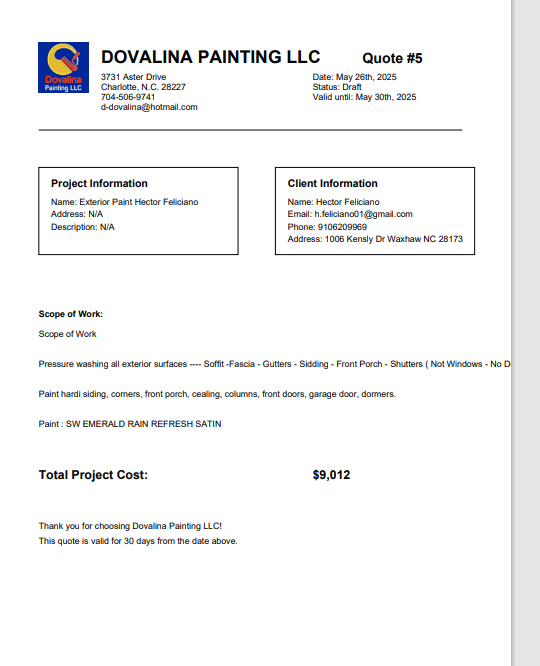 Dovalina
Painting LLC
DOVALINA PAINTING LLC
Quote #5
3731 Aster Drive
Charlotte, N.C. 28227
704-506-9741
d-dovalina@hotmail.com
Date: May 26th, 2025
Status: Draft
Valid until: May 30th, 2025
Project Information
Name: Exterior Paint Hector Feliciano
Address: N/A
Description: N/A
Client Information
Name: Hector Feliciano
Email: h.feliciano01@gmail.com
Phone: 9106209969
Address: 1006 Kensly Dr Waxhaw NC 28173
Scope of Work:
Scope of Work
Pressure washing all exterior surfaces ---- Soffit -Fascia - Gutters - Sidding - Front Porch - Shutters ( Not Windows - No D
Paint hardi siding, corners, front porch, cealing, columns, front doors, garage door, dormers.
Paint : SW EMERALD RAIN REFRESH SATIN
Total Project Cost:
$9,012
Thank you for choosing Dovalina Painting LLC!
This quote is valid for 30 days from the date above.